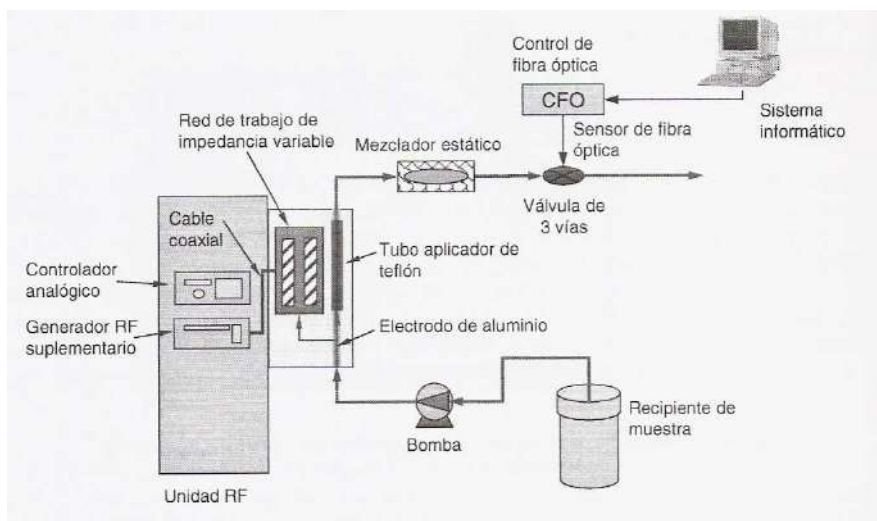 Control de
fibra óptica
CFO
Sistema
informático
Sensor de fibra
óptica
Red de trabajo de
impedancia variable
Mezclador estático
Válvula de
3 vías
Cable
coaxial
Tubo aplicador de
teflón
Controlador
analógico
Generador RF
suplementario
Electrodo de aluminio
Recipiente de
muestra
Bomba
Unidad RF